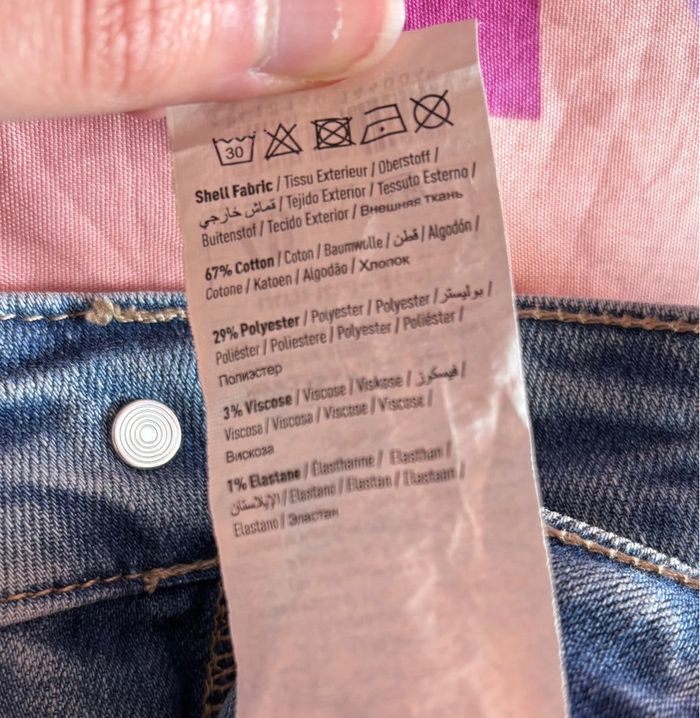 30
Shell Fabric / Tissu Exterieur / Oberstoff /
قماش خارجي / Tejido Exterior / Tessuto Esterno /
Buitenstof / Tecido Exterior / Внешняя ткань
67% Cotton / Coton / Baumwolle / قطن / Algodón /
Cotone / Katoen / Algodão / Хлопок
29% Polyester / Polyester / Polyester / بوليستر /
Poliéster / Poliestere / Polyester / Poliéster /
Полиэстер
3% Viscose / Viscose / Viskose / فيسكوز /
Viscosa / Viscosa / Viscose / Viscose /
Вискоза
1% Elastane / Élasthanne / Elasthan /
الإيلاستان / Elastano / Elastan / Elastaan /
Elastano / Эластан